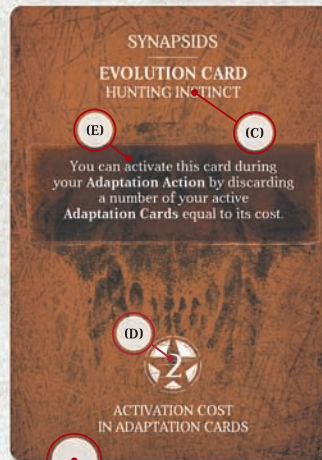 SYNAPSIDS
EVOLUTION CARD
HUNTING INSTINCT
(E)
(C)
You can activate this card during
your Adaptation Action by discarding
a number of your active
Adaptation Cards equal to its cost.
(D)
2
ACTIVATION COST
IN ADAPTATION CARDS